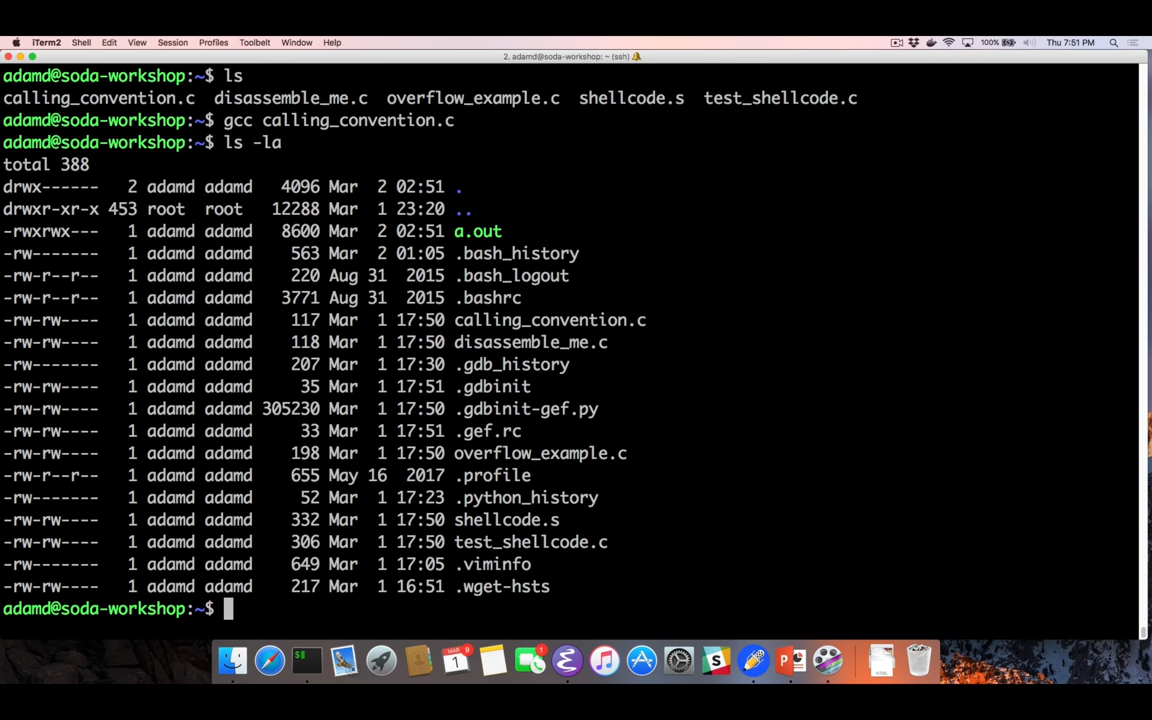 iTerm2 Shell Edit View Session Profiles Toolbelt Window Help 100% Thu 7:51 PM
2. adamd@soda-workshop: ~ (ssh)
adamd@soda-workshop:~$ ls
calling_convention.c disassemble_me.c overflow_example.c shellcode.s test_shellcode.c
adamd@soda-workshop:~$ gcc calling_convention.c
adamd@soda-workshop:~$ ls -la
total 388
drwx------ 2 adamd adamd 4096 Mar 2 02:51 .
drwxr-xr-x 453 root root 12288 Mar 1 23:20 ..
-rwxrwx--- 1 adamd adamd 8600 Mar 2 02:51 a.out
-rw------- 1 adamd adamd 563 Mar 2 01:05 .bash_history
-rw-r--r-- 1 adamd adamd 220 Aug 31 2015 .bash_logout
-rw-r--r-- 1 adamd adamd 3771 Aug 31 2015 .bashrc
-rw-rw---- 1 adamd adamd 117 Mar 1 17:50 calling_convention.c
-rw-rw---- 1 adamd adamd 118 Mar 1 17:50 disassemble_me.c
-rw------- 1 adamd adamd 207 Mar 1 17:30 .gdb_history
-rw-rw---- 1 adamd adamd 35 Mar 1 17:51 .gdbinit
-rw-rw---- 1 adamd adamd 305230 Mar 1 17:50 .gdbinit-gef.py
-rw-rw---- 1 adamd adamd 33 Mar 1 17:51 .gef.rc
-rw-rw---- 1 adamd adamd 198 Mar 1 17:50 overflow_example.c
-rw-r--r-- 1 adamd adamd 655 May 16 2017 .profile
-rw------- 1 adamd adamd 52 Mar 1 17:23 .python_history
-rw-rw---- 1 adamd adamd 332 Mar 1 17:50 shellcode.s
-rw-rw---- 1 adamd adamd 306 Mar 1 17:50 test_shellcode.c
-rw------- 1 adamd adamd 649 Mar 1 17:05 .viminfo
-rw-rw---- 1 adamd adamd 217 Mar 1 16:51 .wget-hsts
adamd@soda-workshop:~$